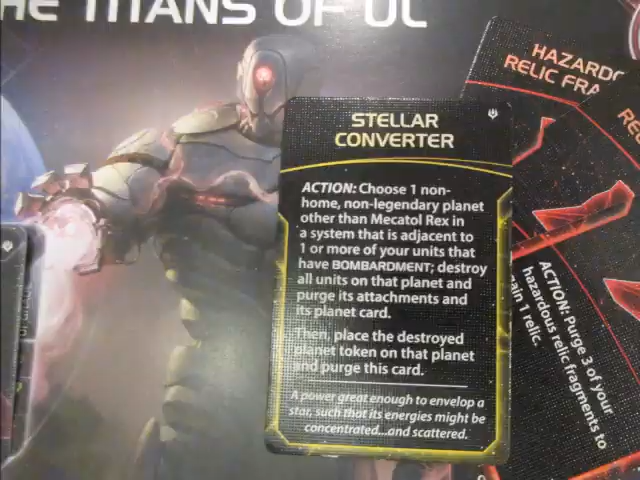 THE TITANS OF UL
STELLAR
CONVERTER
ACTION: Choose 1 non-
home, non-legendary planet
other than Mecatol Rex in
a system that is adjacent to
1 or more of your units that
have BOMBARDMENT; destroy
all units on that planet and
purge its attachments and
its planet card.
Then, place the destroyed
planet token on that planet
and purge this card.
A power great enough to envelop a
star, such that its energies might be
concentrated...and scattered.
HAZARDO
RELIC FRA
ACTION: Purge 3 of your
hazardous relic fragments to
gain 1 relic.
RE